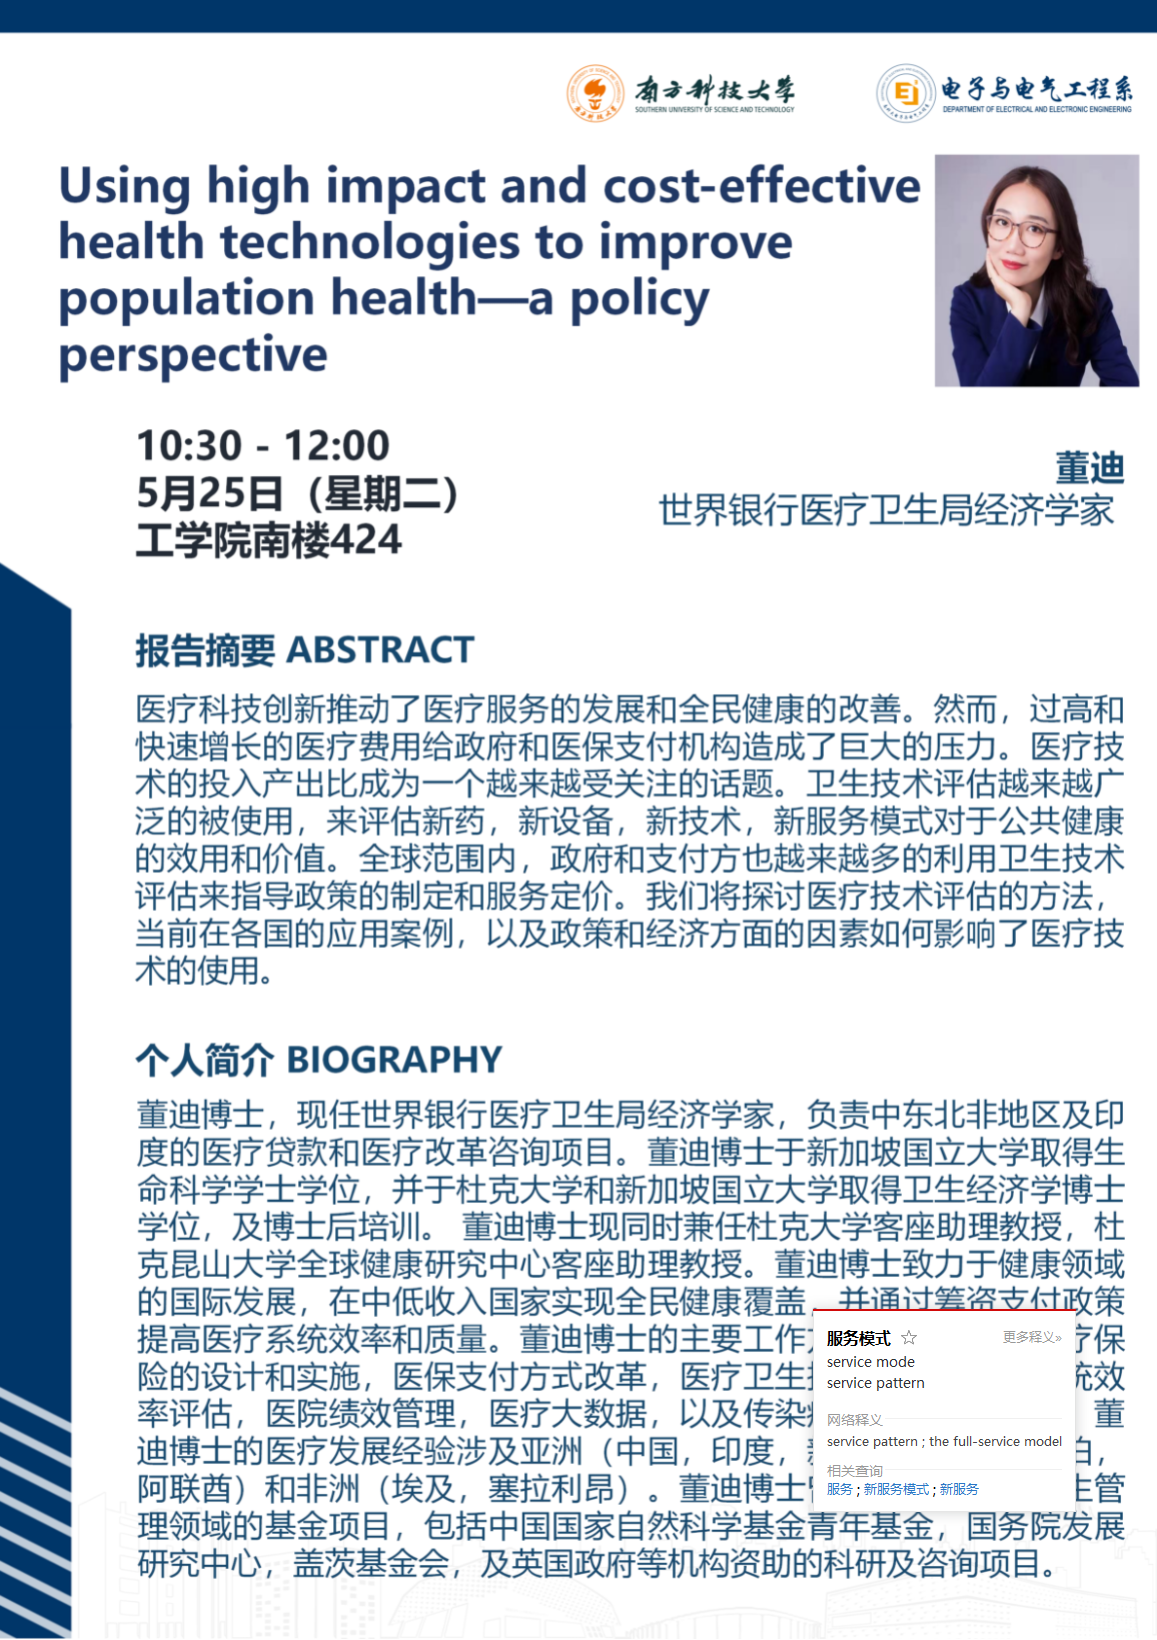 南方科技大学
SOUTHERN UNIVERSITY OF SCIENCE AND TECHNOLOGY
电子与电气工程系
DEPARTMENT OF ELECTRICAL AND ELECTRONIC ENGINEERING
Using high impact and cost-effective
health technologies to improve
population health—a policy
perspective
10:30 - 12:00
5月25日（星期二）
工学院南楼424
董迪
世界银行医疗卫生局经济学家
报告摘要 ABSTRACT
医疗科技创新推动了医疗服务的发展和全民健康的改善。然而，过高和
快速增长的医疗费用给政府和医保支付机构造成了巨大的压力。医疗技
术的投入产出比成为一个越来越受关注的话题。卫生技术评估越来越广
泛的被使用，来评估新药，新设备，新技术，新服务模式对于公共健康
的效用和价值。全球范围内，政府和支付方也越来越多的利用卫生技术
评估来指导政策的制定和服务定价。我们将探讨医疗技术评估的方法，
当前在各国的应用案例，以及政策和经济方面的因素如何影响了医疗技
术的使用。
个人简介 BIOGRAPHY
董迪博士，现任世界银行医疗卫生局经济学家，负责中东北非地区及印
度的医疗贷款和医疗改革咨询项目。董迪博士于新加坡国立大学取得生
命科学学士学位，并于杜克大学和新加坡国立大学取得卫生经济学博士
学位，及博士后培训。 董迪博士现同时兼任杜克大学客座助理教授，杜
克昆山大学全球健康研究中心客座助理教授。董迪博士致力于健康领域
的国际发展，在中低收入国家实现全民健康覆盖，并通过筹资支付政策
提高医疗系统效率和质量。董迪博士的主要工作 疗保
险的设计和实施，医保支付方式改革，医疗卫生 统效
率评估，医院绩效管理，医疗大数据，以及传染 董
迪博士的医疗发展经验涉及亚洲（中国，印度，
阿联酋）和非洲（埃及，塞拉利昂）。董迪博士 生管
理领域的基金项目，包括中国国家自然科学基金青年基金，国务院发展
研究中心，盖茨基金会，及英国政府等机构资助的科研及咨询项目。
服务模式 ☆ 更多释义»
service mode
service pattern
网络释义
service pattern ; the full-service model
相关查询
服务 ; 新服务模式 ; 新服务